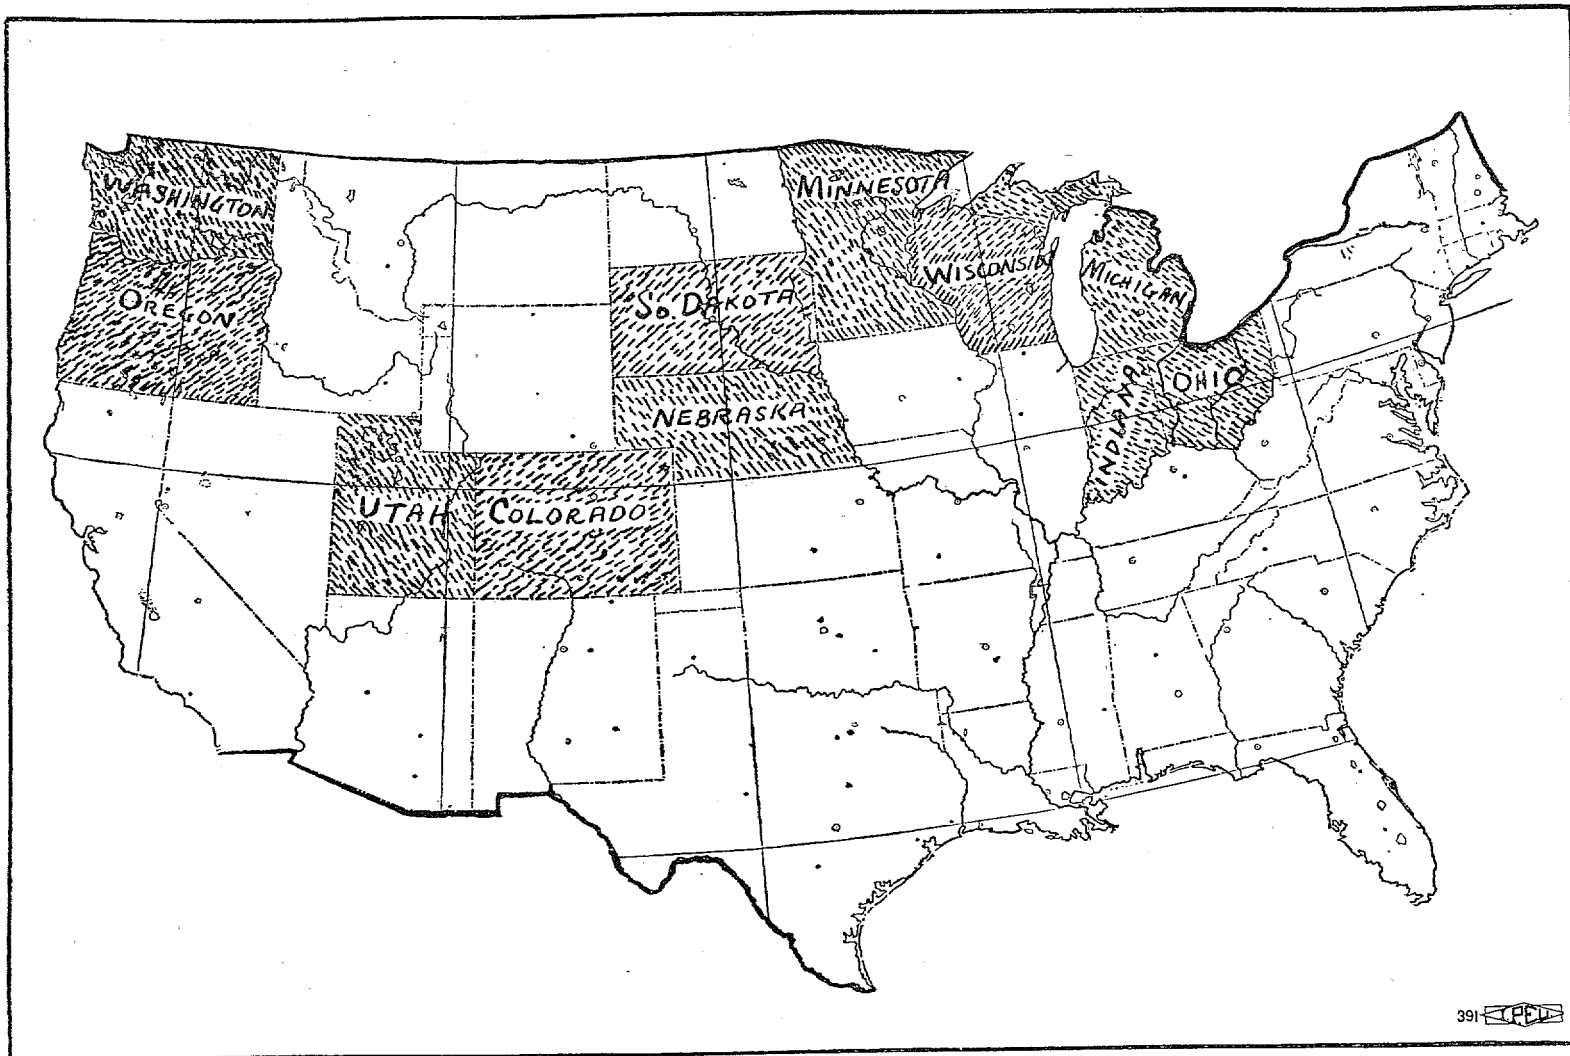 WASHINGTON
MINNESOTA
OREGON
SO. DAKOTA
WISCONSIN
MICHIGAN
NEBRASKA
INDIANA
OHIO
UTAH
COLORADO
391